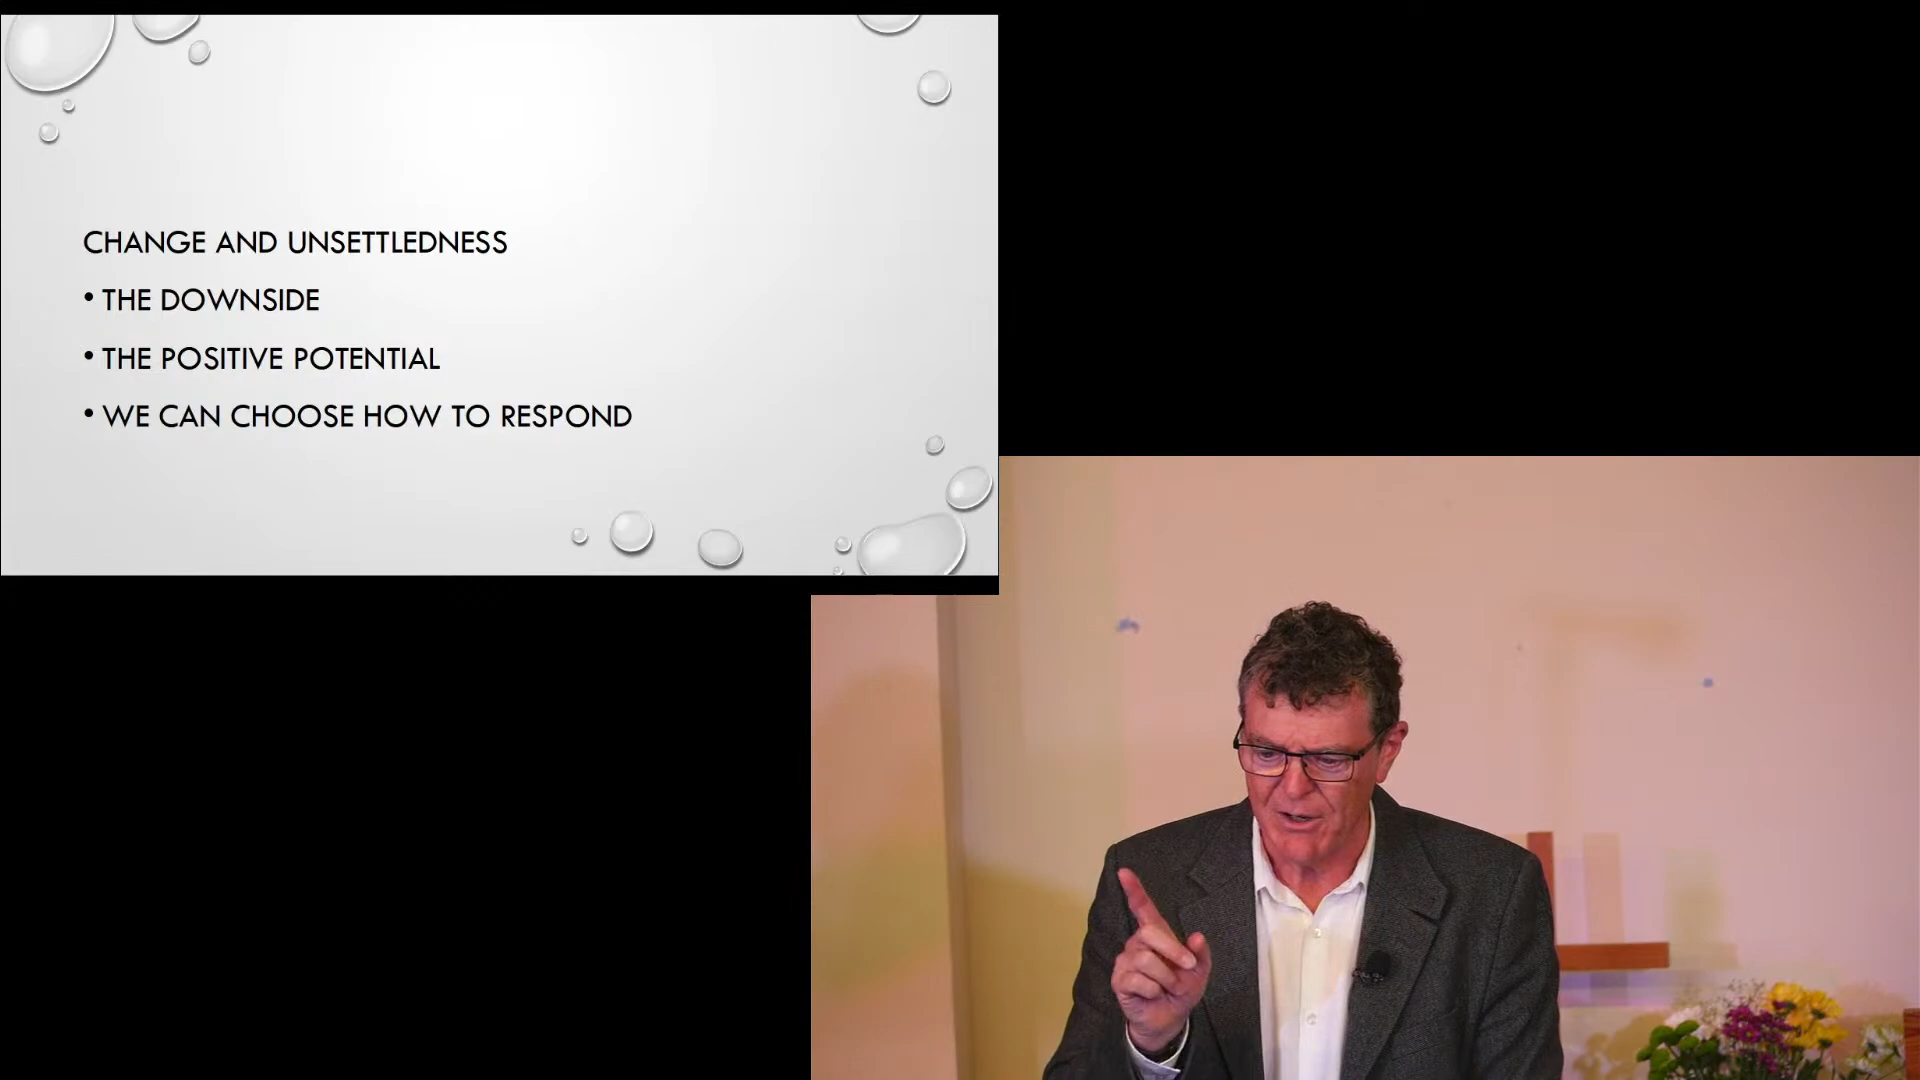 CHANGE AND UNSETTLEDNESS
• THE DOWNSIDE
• THE POSITIVE POTENTIAL
• WE CAN CHOOSE HOW TO RESPOND